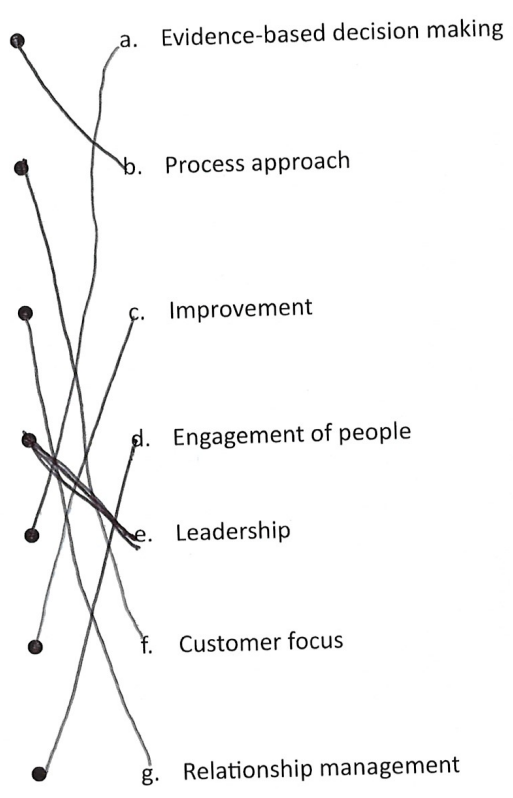 a. Evidence-based decision making
b. Process approach
c. Improvement
d. Engagement of people
e. Leadership
f. Customer focus
g. Relationship management